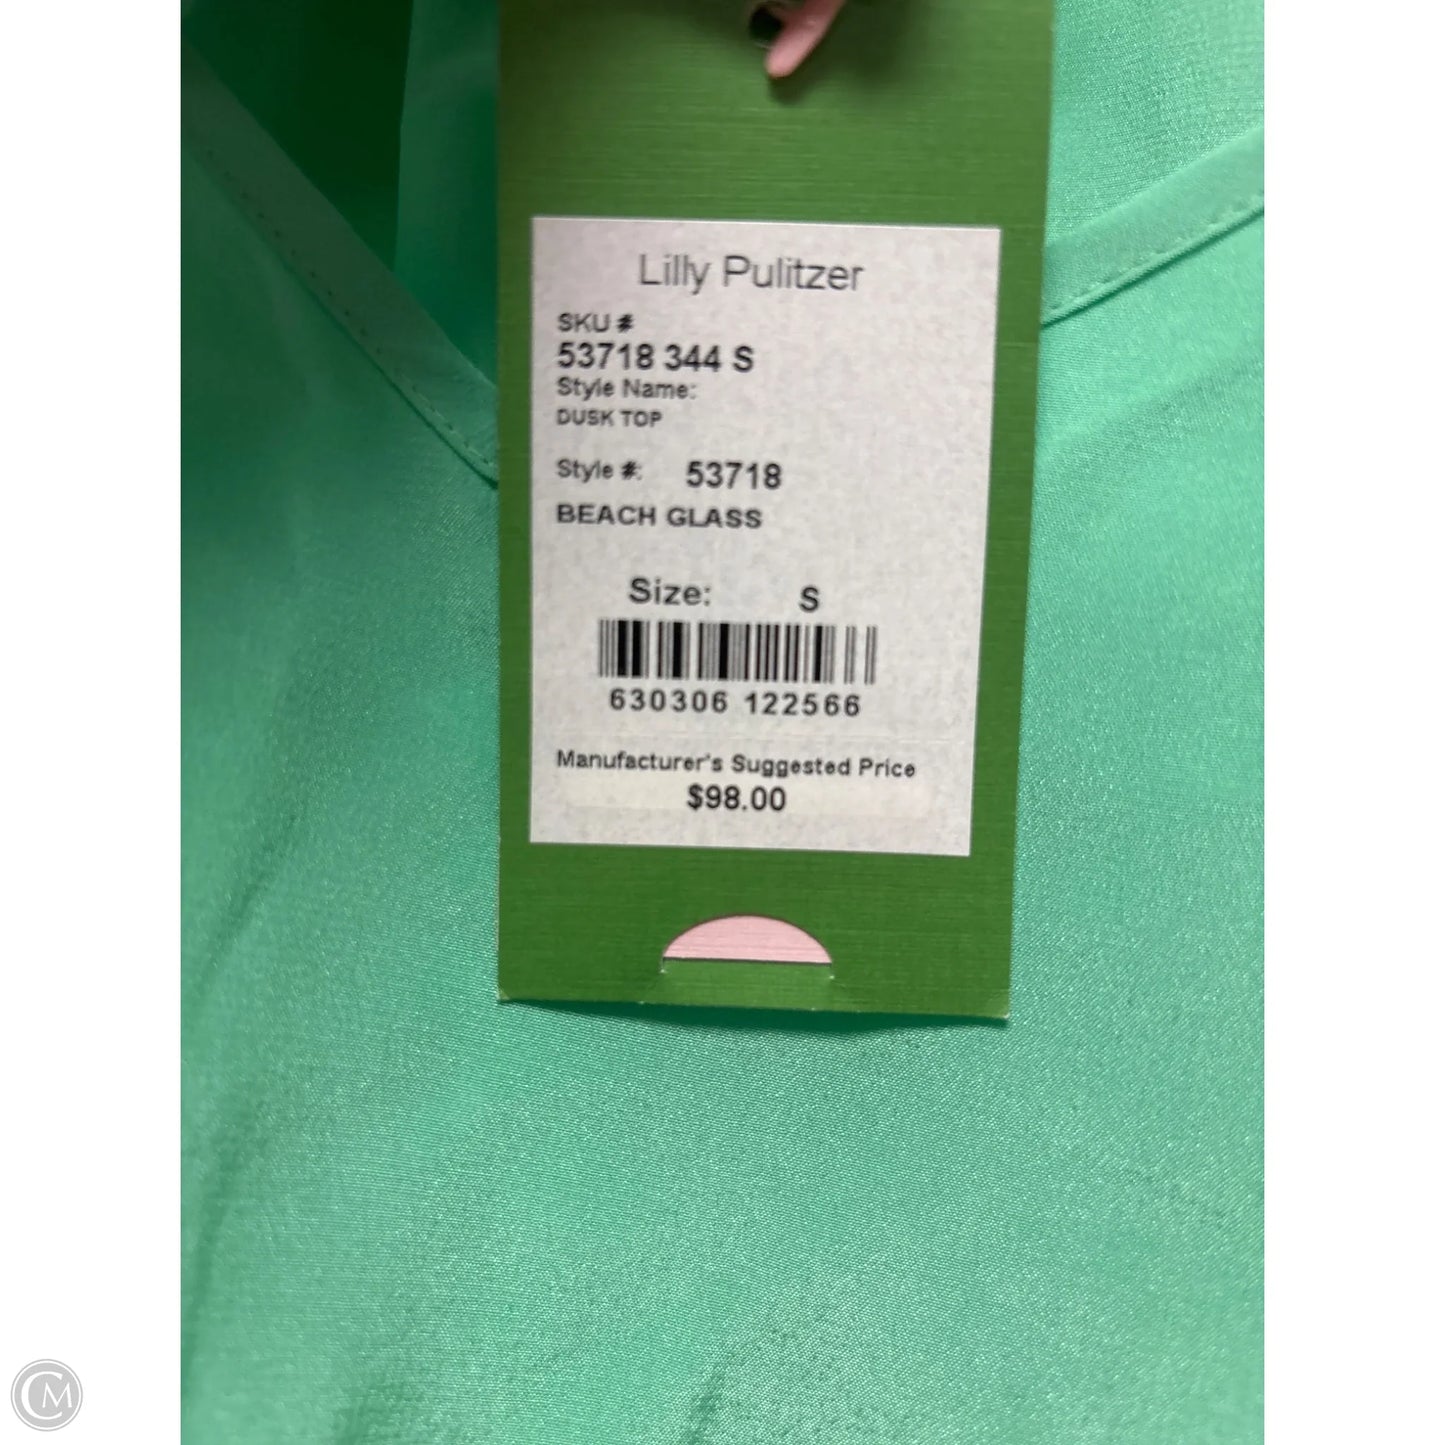 Lilly Pulitzer
SKU #
53718 344 S
Style Name:
DUSK TOP
Style #: 53718
BEACH GLASS
Size: S
630306 122566
Manufacturer's Suggested Price
$98.00
CM